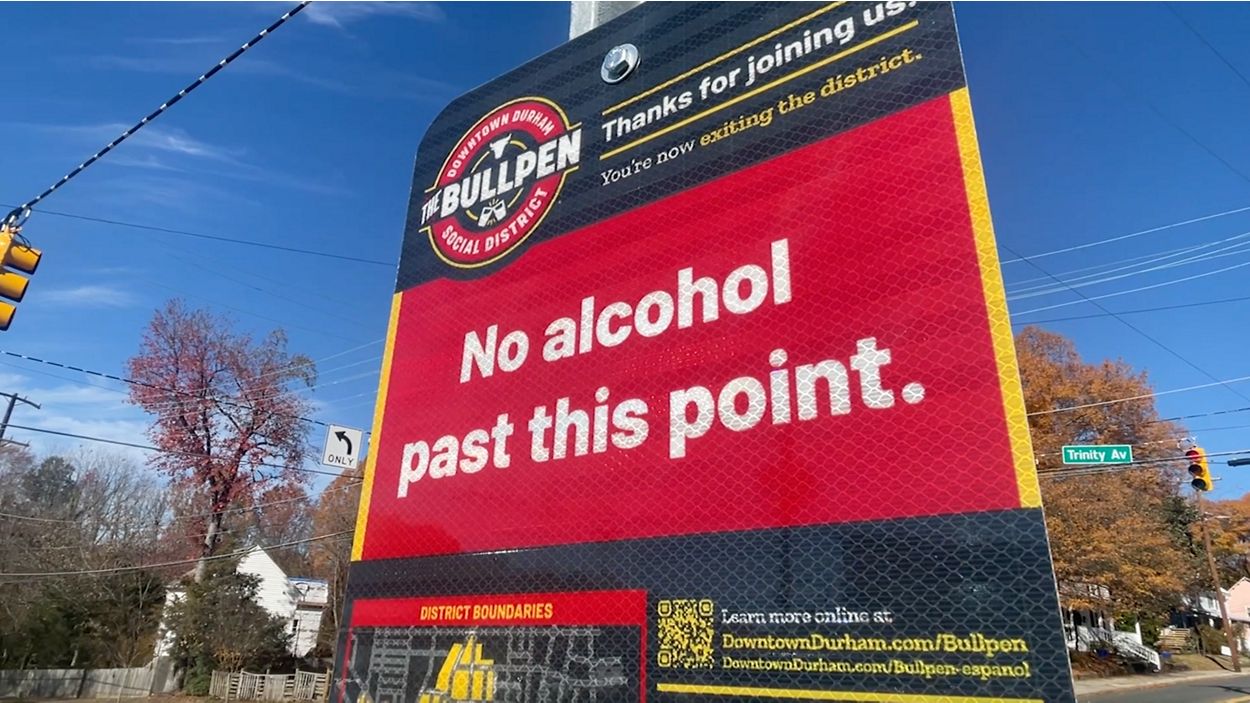 Thanks for joining us.
You're now exiting the district.
DOWNTOWN DURHAM
THE BULLPEN
SOCIAL DISTRICT
No alcohol
past this point.
ONLY
Trinity Av
DISTRICT BOUNDARIES
Learn more online at
DowntownDurham.com/Bullpen
DowntownDurham.com/Bullpen-espanol